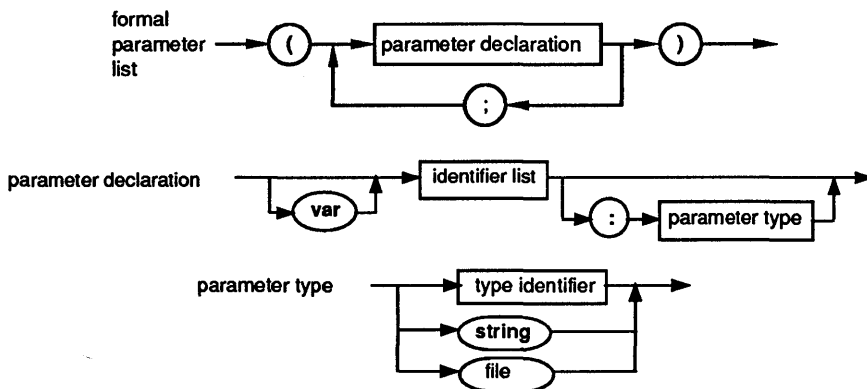 formal
parameter
list
( parameter declaration )
;
parameter declaration identifier list
var : parameter type
parameter type type identifier
string
file